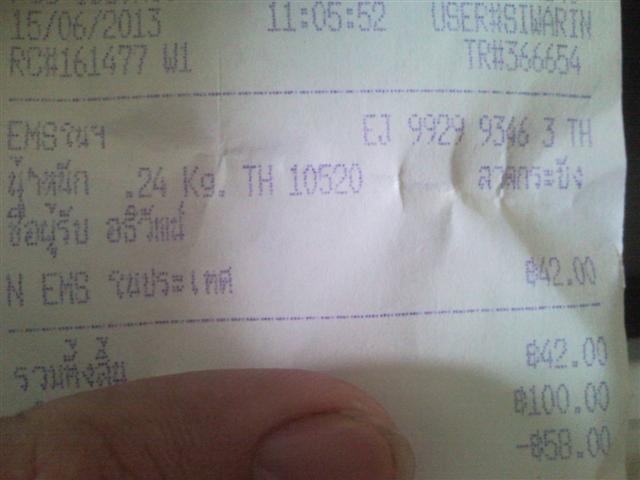 15/06/2013 11:05:52 USER#SIWARIN
RC#161477 W1 TR#366654
EMSในฯ EJ 9929 9346 3 TH
น้ำหนัก .24 Kg. TH 10520 ลาดกระบัง
ชื่อผู้รับ อธิวัฒน์
N EMS ในประเทศ ฿42.00
รวมทั้งสิ้น ฿42.00
฿100.00
-฿58.00